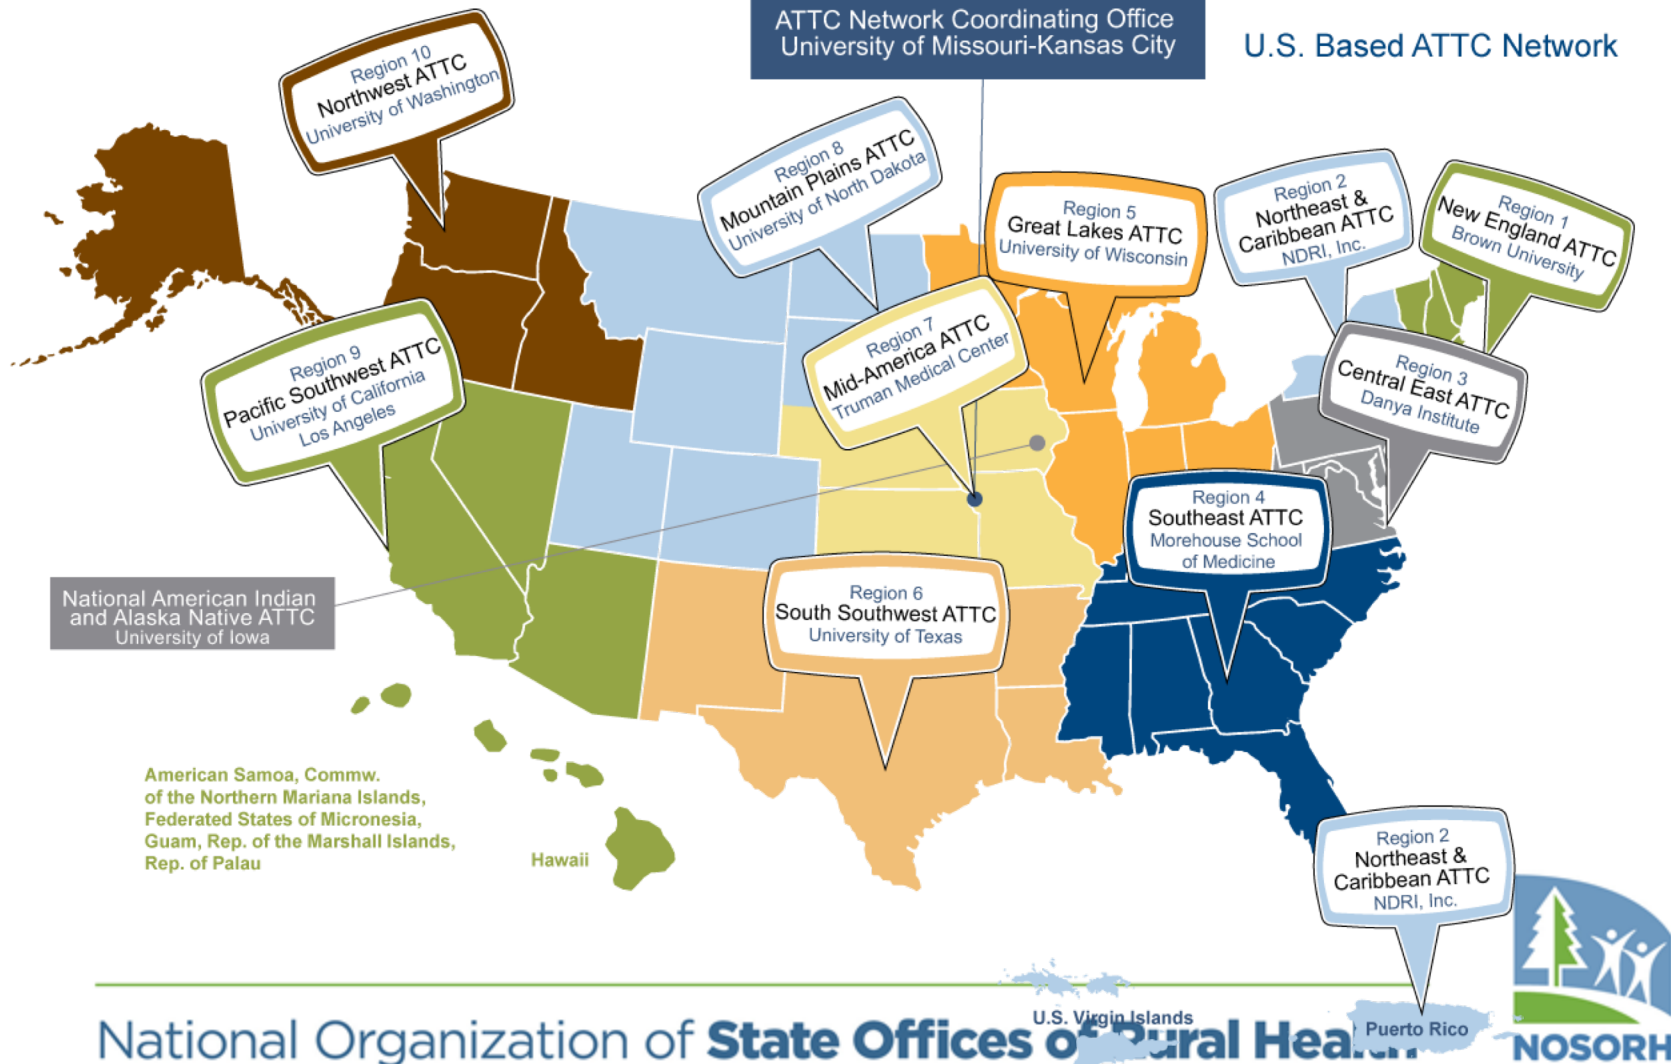 ATTC Network Coordinating Office
University of Missouri-Kansas City
U.S. Based ATTC Network
Region 10
Northwest ATTC
University of Washington
Region 8
Mountain Plains ATTC
University of North Dakota
Region 5
Great Lakes ATTC
University of Wisconsin
Region 2
Northeast &
Caribbean ATTC
NDRI, Inc.
Region 1
New England ATTC
Brown University
Region 9
Pacific Southwest ATTC
University of California
Los Angeles
Region 7
Mid-America ATTC
Truman Medical Center
Region 3
Central East ATTC
Danya Institute
Region 4
Southeast ATTC
Morehouse School
of Medicine
National American Indian
and Alaska Native ATTC
University of Iowa
Region 6
South Southwest ATTC
University of Texas
American Samoa, Commw.
of the Northern Mariana Islands,
Federated States of Micronesia,
Guam, Rep. of the Marshall Islands,
Rep. of Palau
Hawaii
Region 2
Northeast &
Caribbean ATTC
NDRI, Inc.
U.S. Virgin Islands
Puerto Rico
National Organization of State Offices of Rural Health
NOSORH